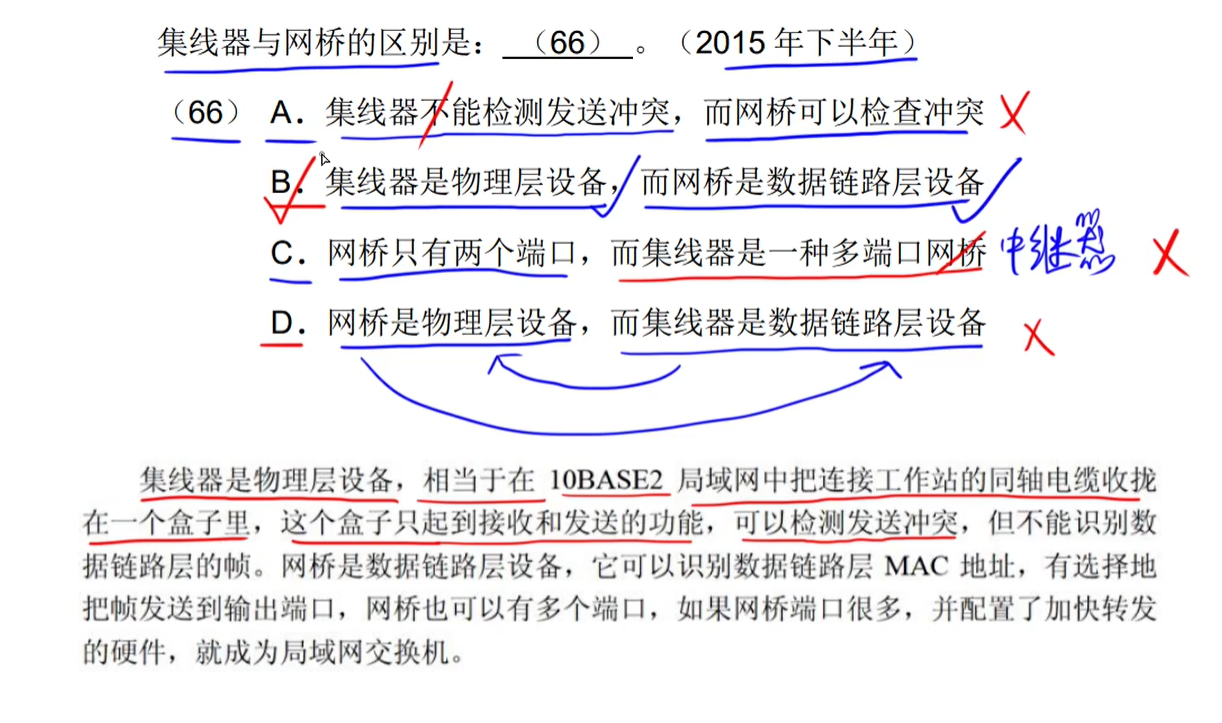 集线器与网桥的区别是：（66）。（2015 年下半年）
（66） A．集线器不能检测发送冲突，而网桥可以检查冲突
B．集线器是物理层设备，而网桥是数据链路层设备
C．网桥只有两个端口，而集线器是一种多端口网桥 中继器
D．网桥是物理层设备，而集线器是数据链路层设备
集线器是物理层设备，相当于在 10BASE2 局域网中把连接工作站的同轴电缆收拢
在一个盒子里，这个盒子只起到接收和发送的功能，可以检测发送冲突，但不能识别数
据链路层的帧。网桥是数据链路层设备，它可以识别数据链路层 MAC 地址，有选择地
把帧发送到输出端口，网桥也可以有多个端口，如果网桥端口很多，并配置了加快转发
的硬件，就成为局域网交换机。